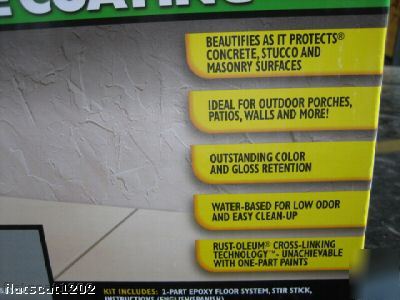 E COATING
BEAUTIFIES AS IT PROTECTS®
CONCRETE, STUCCO AND
MASONRY SURFACES
IDEAL FOR OUTDOOR PORCHES,
PATIOS, WALLS AND MORE!
OUTSTANDING COLOR
AND GLOSS RETENTION
WATER-BASED FOR LOW ODOR
AND EASY CLEAN-UP
RUST-OLEUM® CROSS-LINKING
TECHNOLOGY™- UNACHIEVABLE
WITH ONE-PART PAINTS
KIT INCLUDES: 2-PART EPOXY FLOOR SYSTEM, STIR STICK,
INSTRUCTIONS (ENGLISH/SPANISH)
flatscat1202